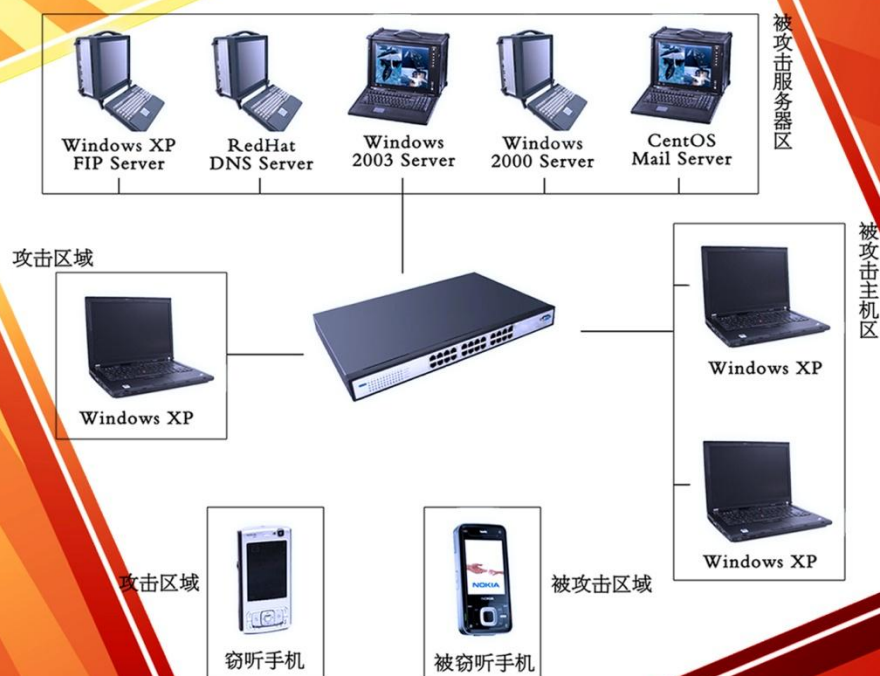 被攻击服务器区
Windows XP
FIP Server
RedHat
DNS Server
Windows
2003 Server
Windows
2000 Server
CentOS
Mail Server
攻击区域
Windows XP
被攻击主机区
Windows XP
Windows XP
攻击区域
窃听手机
NOKIA
被攻击区域
被窃听手机